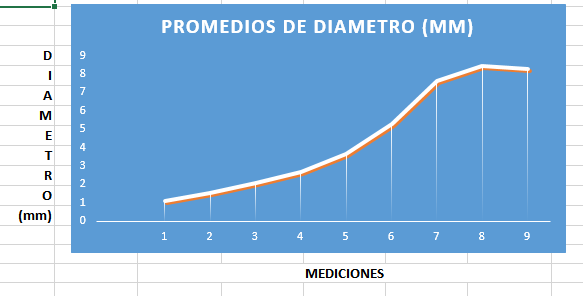 PROMEDIOS DE DIAMETRO (MM)
D
I
A
M
E
T
R
O
(mm)
9
8
7
6
5
4
3
2
1
0
1 2 3 4 5 6 7 8 9
MEDICIONES